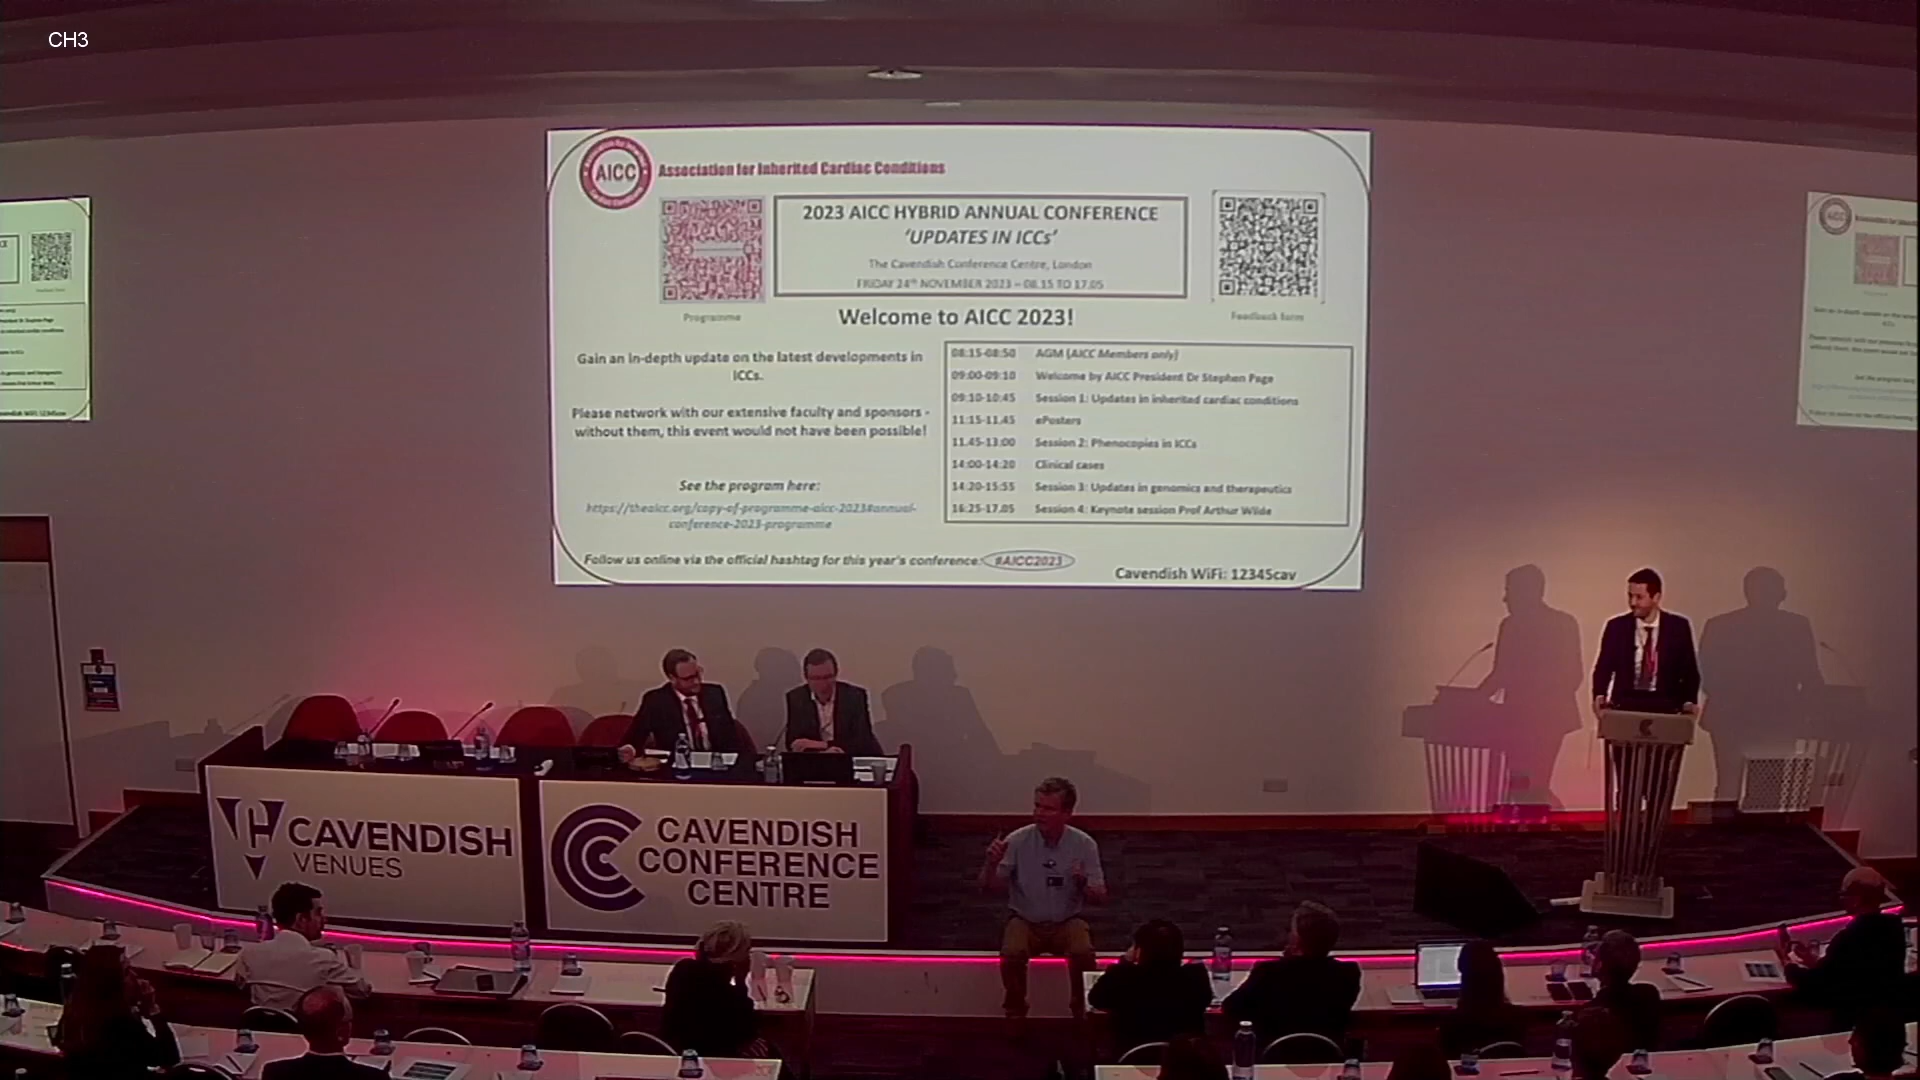 CH3
AICC
Association for Inherited Cardiac Conditions
2023 AICC HYBRID ANNUAL CONFERENCE
‘UPDATES IN ICCs’
The Cavendish Conference Centre, London
FRIDAY 24th NOVEMBER 2023 – 08.15 TO 17.05
Programme
Welcome to AICC 2023!
Feedback form
Gain an in-depth update on the latest developments in
ICCs.
Please network with our extensive faculty and sponsors -
without them, this event would not have been possible!
See the program here:
https://theaicc.org/copy-of-programme-aicc-2023#annual-
conference-2023-programme
08:15-08:50 AGM (AICC Members only)
09:00-09:10 Welcome by AICC President Dr Stephen Page
09:10-10:45 Session 1: Updates in inherited cardiac conditions
11:15-11.45 ePosters
11.45-13:00 Session 2: Phenocopies in ICCs
14:00-14:20 Clinical cases
14:20-15:55 Session 3: Updates in genomics and therapeutics
16:25-17.05 Session 4: Keynote session Prof Arthur Wilde
Follow us online via the official hashtag for this year's conference: #AICC2023
Cavendish WiFi: 12345cav
CAVENDISH
VENUES
CAVENDISH
CONFERENCE
CENTRE